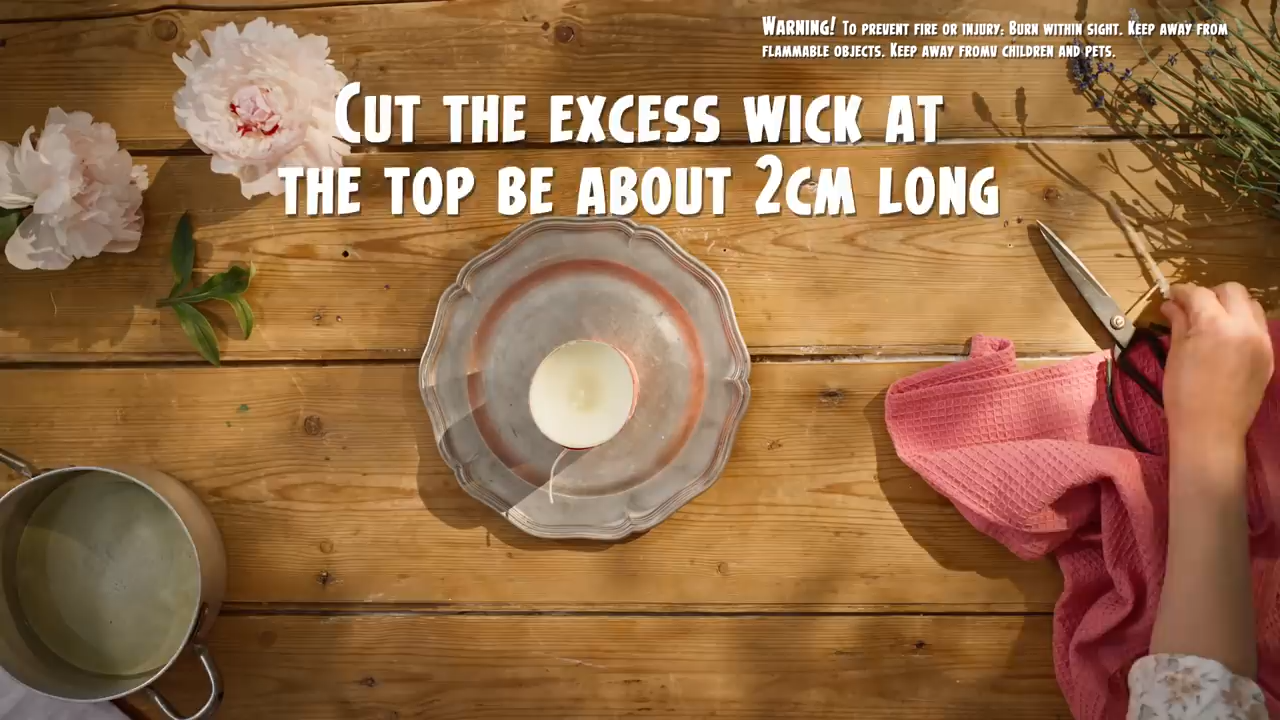 Warning! To prevent fire or injury: Burn within sight. Keep away from
flammable objects. Keep away fromv children and pets.
Cut the excess wick at
the top be about 2cm long